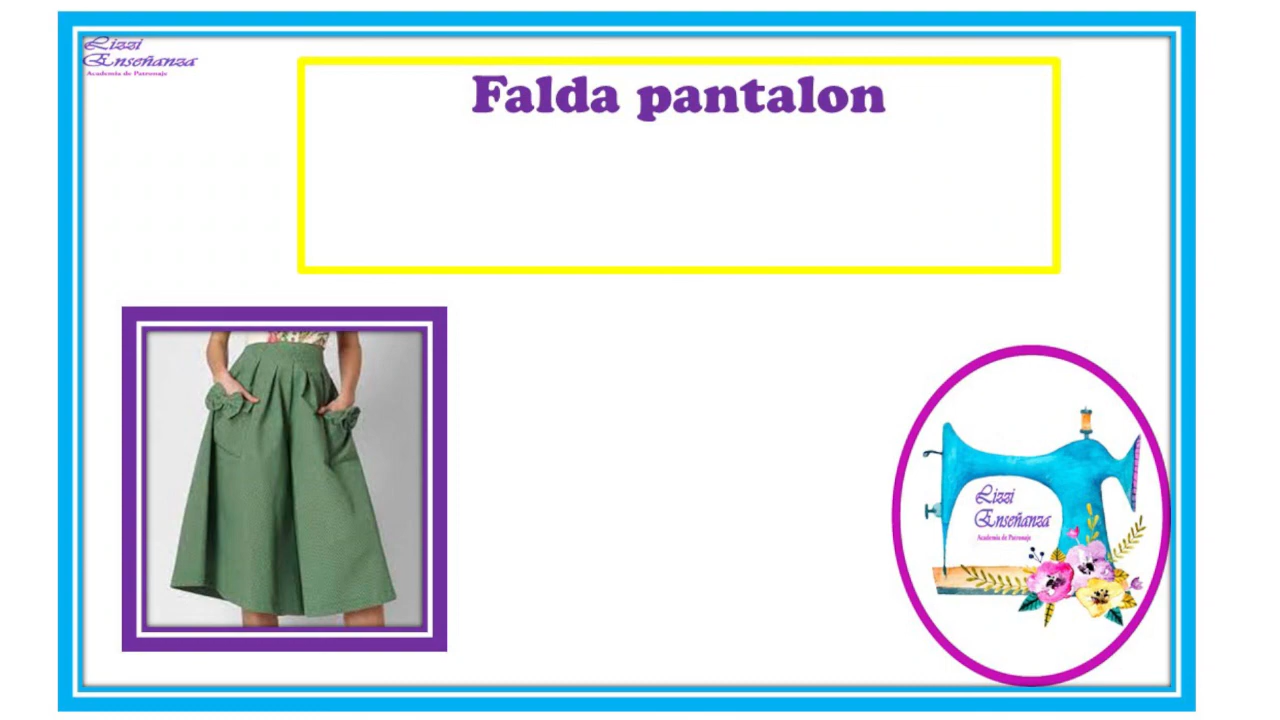 Lizzi
Enseñanza
Academia de Patronaje
Falda pantalon
Lizzi
Enseñanza
Academia de Patronaje